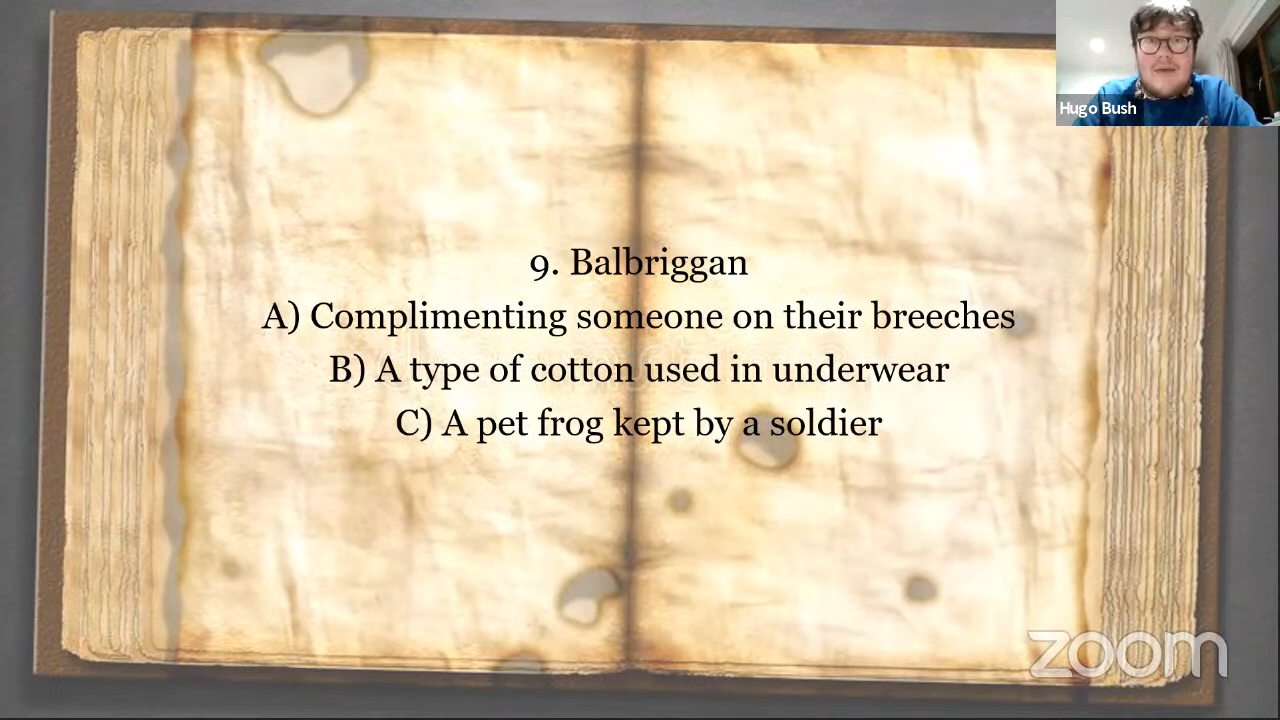 Hugo Bush
9. Balbriggan
A) Complimenting someone on their breeches
B) A type of cotton used in underwear
C) A pet frog kept by a soldier
zoom